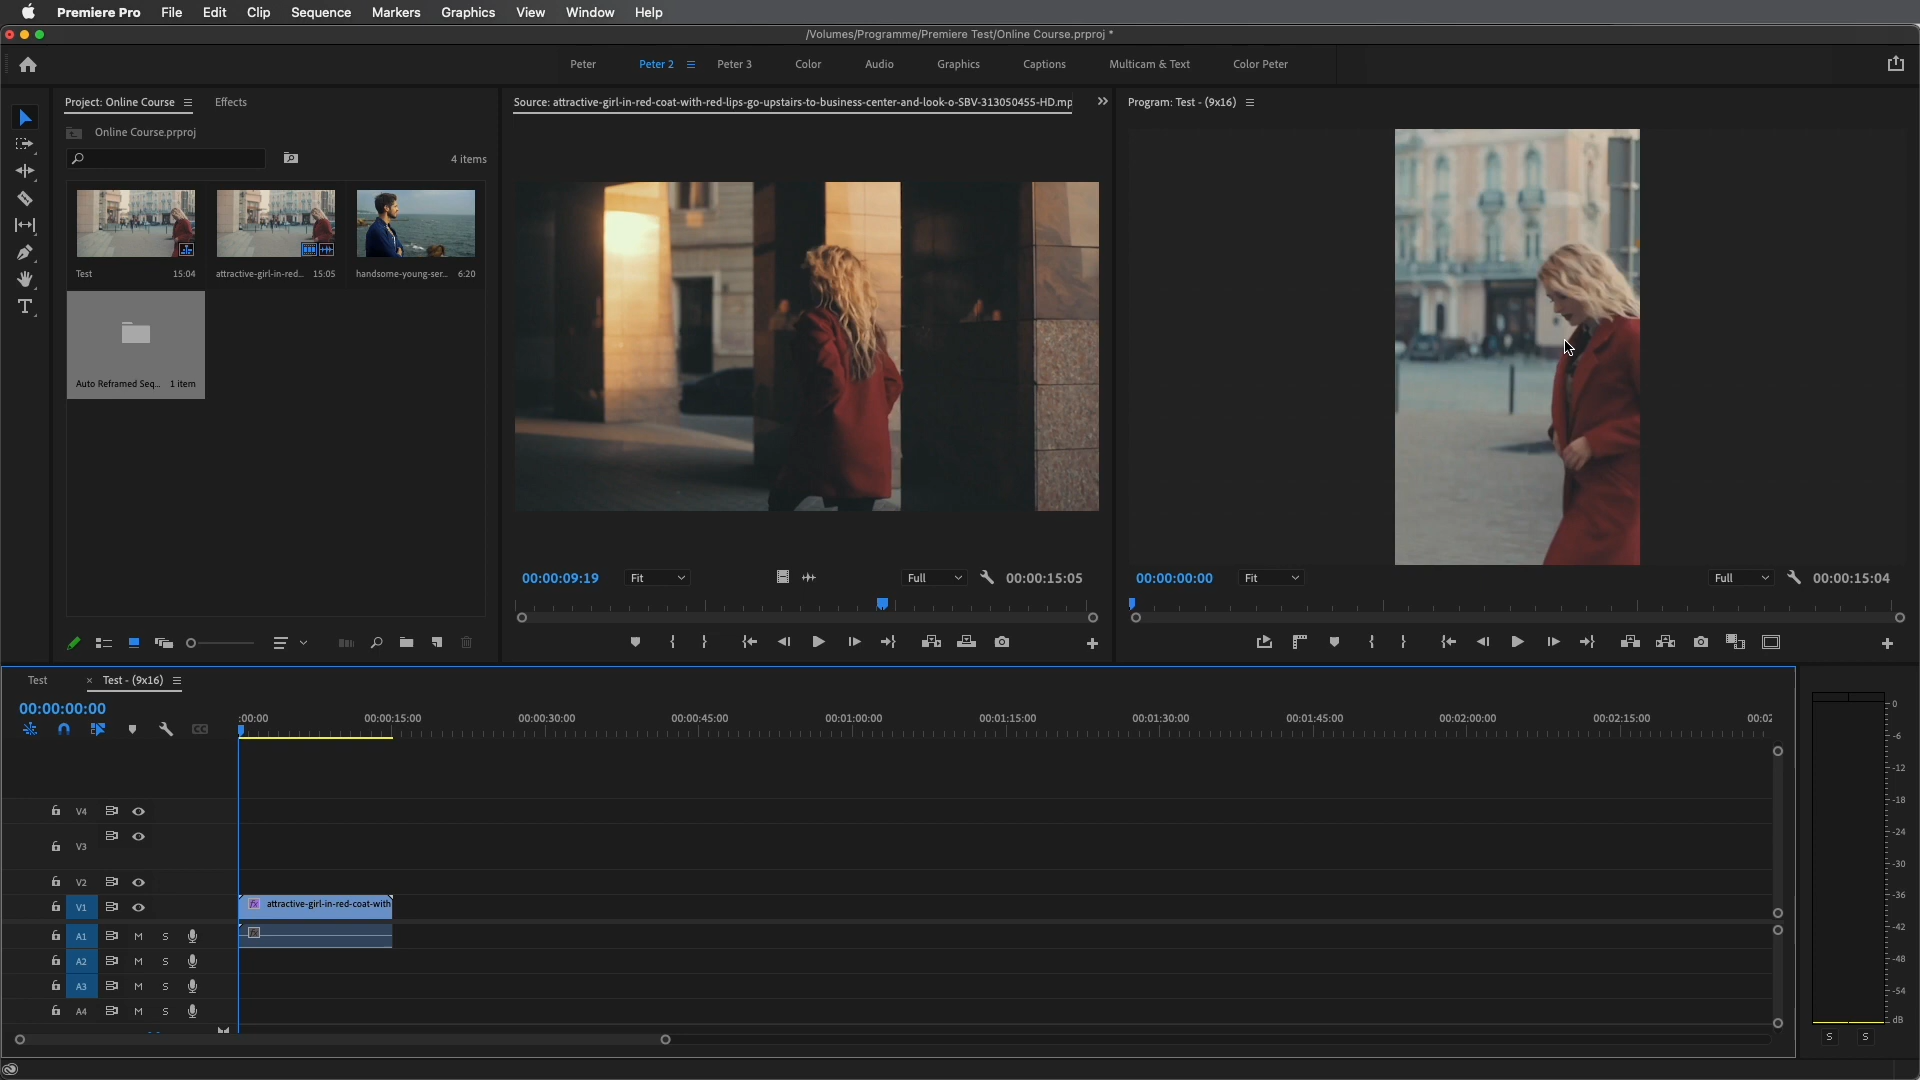 Premiere Pro File Edit Clip Sequence Markers Graphics View Window Help
/Volumes/Programme/Premiere Test/Online Course.prproj *
Peter Peter 2 Peter 3 Color Audio Graphics Captions Multicam & Text Color Peter
Project: Online Course Effects
Online Course.prproj
4 items
Test 15:04
attractive-girl-in-red... 15:05
handsome-young-ser... 6:20
Auto Reframed Seq... 1 item
Source: attractive-girl-in-red-coat-with-red-lips-go-upstairs-to-business-center-and-look-o-SBV-313050455-HD.mp
00:00:09:19 Fit Full 00:00:15:05
Program: Test - (9x16)
00:00:00:00 Fit Full 00:00:15:04
Test × Test - (9x16)
00:00:00:00
:00:00 00:00:15:00 00:00:30:00 00:00:45:00 00:01:00:00 00:01:15:00 00:01:30:00 00:01:45:00 00:02:00:00 00:02:15:00 00:02
V4
V3
V2
V1 fx attractive-girl-in-red-coat-with
A1 M S fx
A2 M S
A3 M S
A4 M S
0
-6
-12
-18
-24
-30
-36
-42
-48
-54
dB
S S